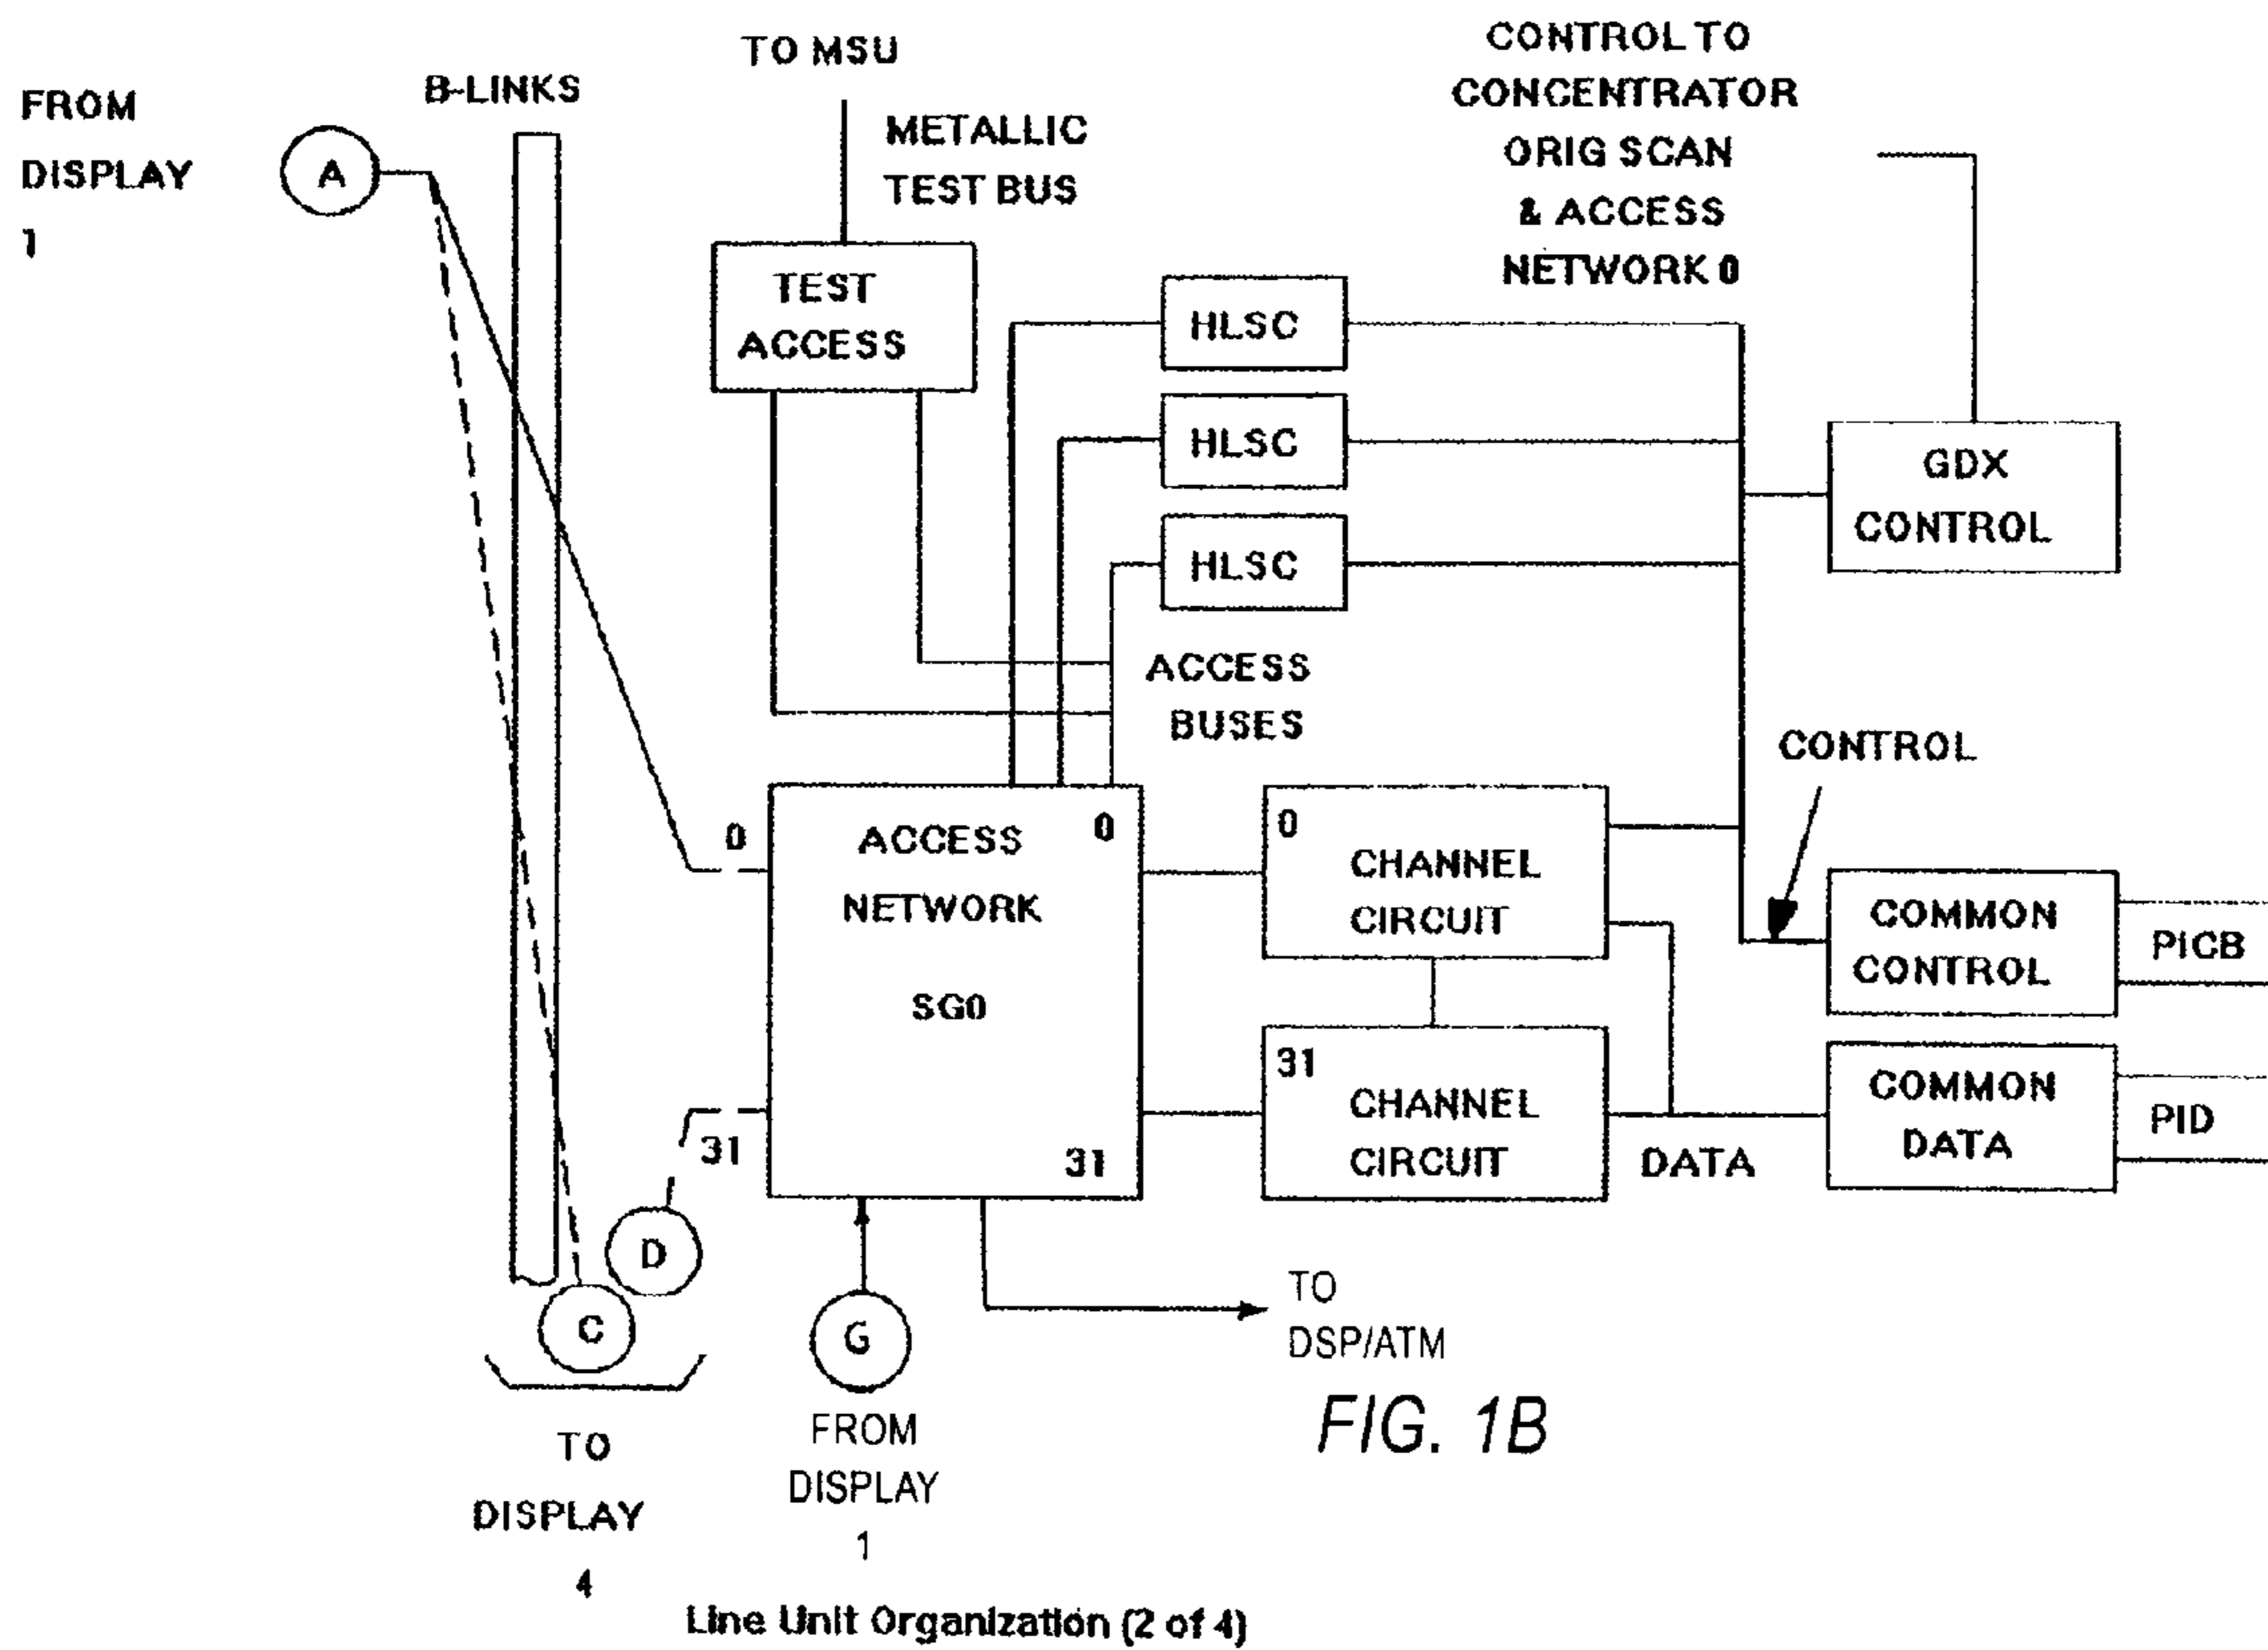 FROM
DISPLAY
1
A
B-LINKS
TO MSU
METALLIC
TEST BUS
CONTROL TO
CONCENTRATOR
ORIG SCAN
& ACCESS
NETWORK 0
TEST
ACCESS
HLSC
HLSC
HLSC
GDX
CONTROL
ACCESS
BUSES
CONTROL
0
ACCESS
NETWORK
SG0
0
31
31
0
CHANNEL
CIRCUIT
31
CHANNEL
CIRCUIT
DATA
COMMON
CONTROL
PICB
COMMON
DATA
PID
D
C
G
TO
DISPLAY
4
FROM
DISPLAY
1
TO
DSP/ATM
FIG. 1B
Line Unit Organization (2 of 4)